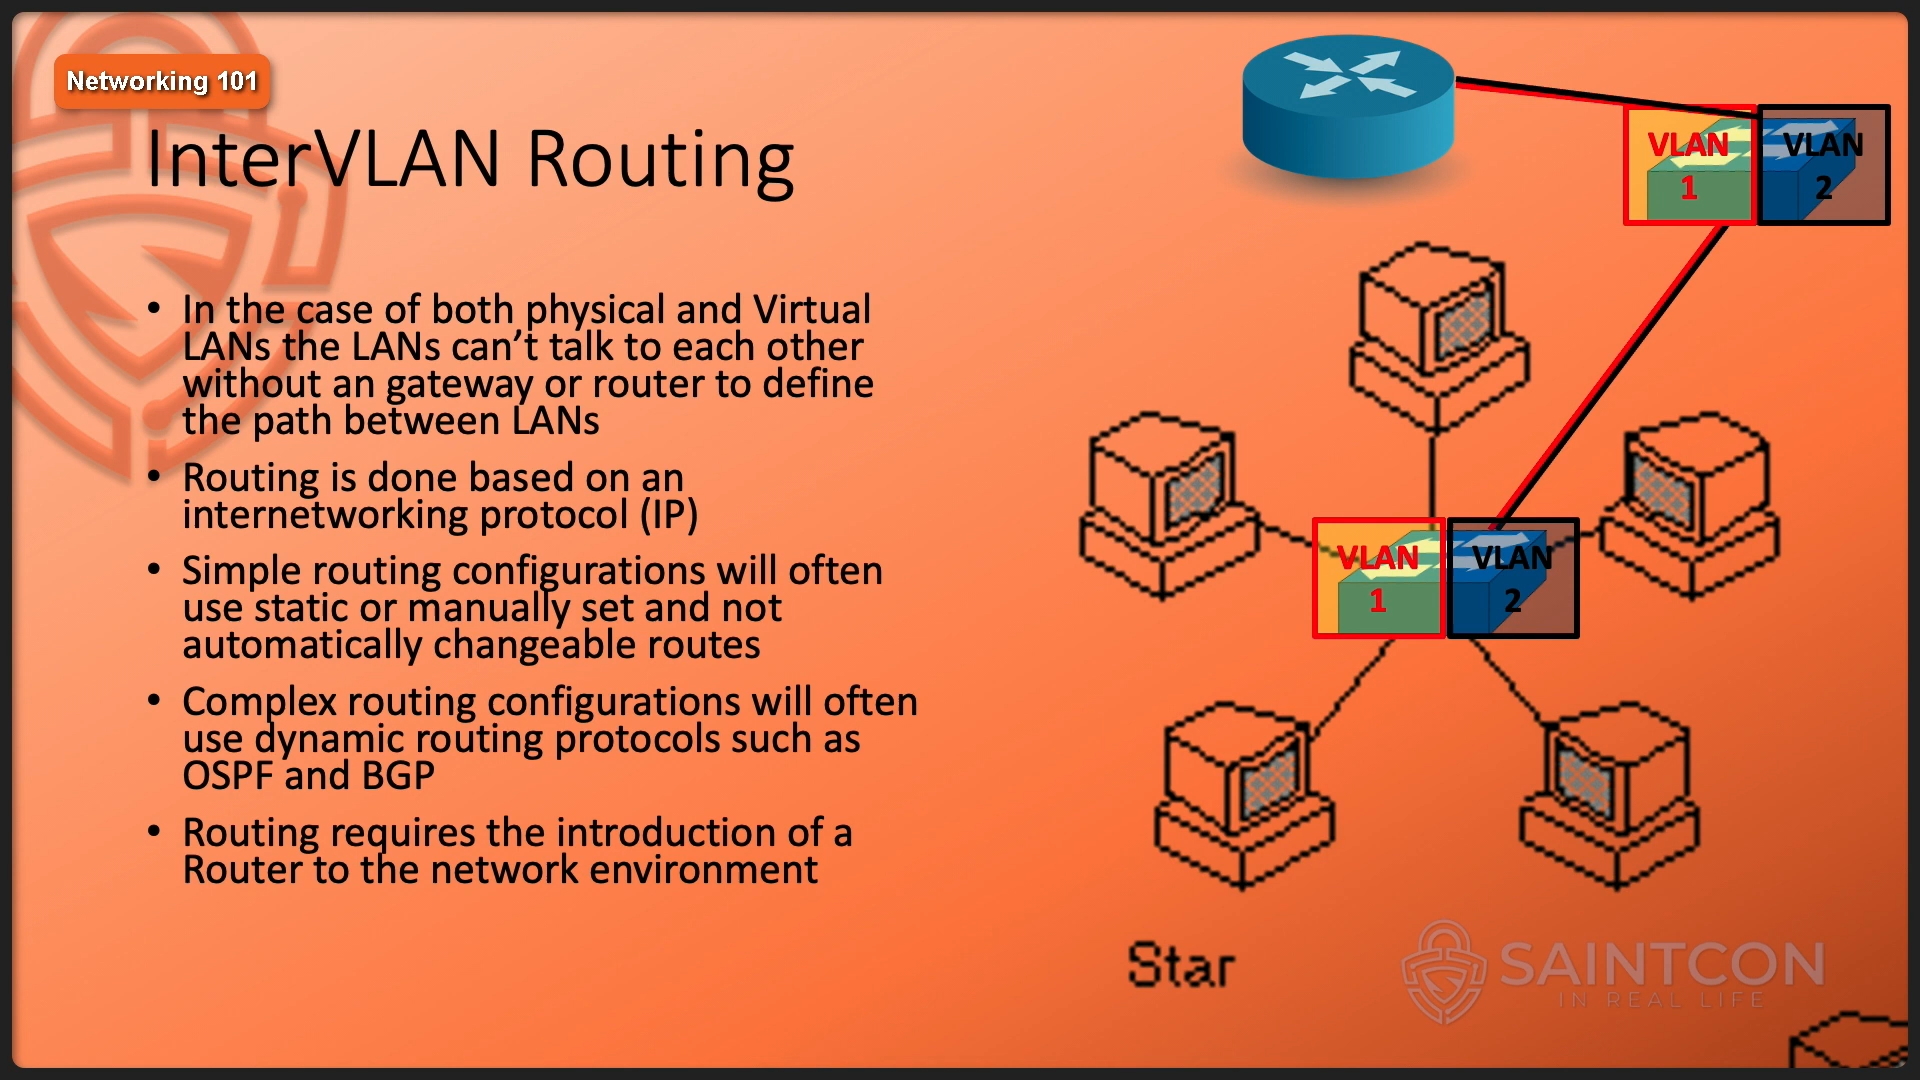 Networking 101
InterVLAN Routing
• In the case of both physical and Virtual
LANs the LANs can’t talk to each other
without an gateway or router to define
the path between LANs
• Routing is done based on an
internetworking protocol (IP)
• Simple routing configurations will often
use static or manually set and not
automatically changeable routes
• Complex routing configurations will often
use dynamic routing protocols such as
OSPF and BGP
• Routing requires the introduction of a
Router to the network environment
VLAN
1
VLAN
2
VLAN
1
VLAN
2
Star
SAINTCON
IN REAL LIFE